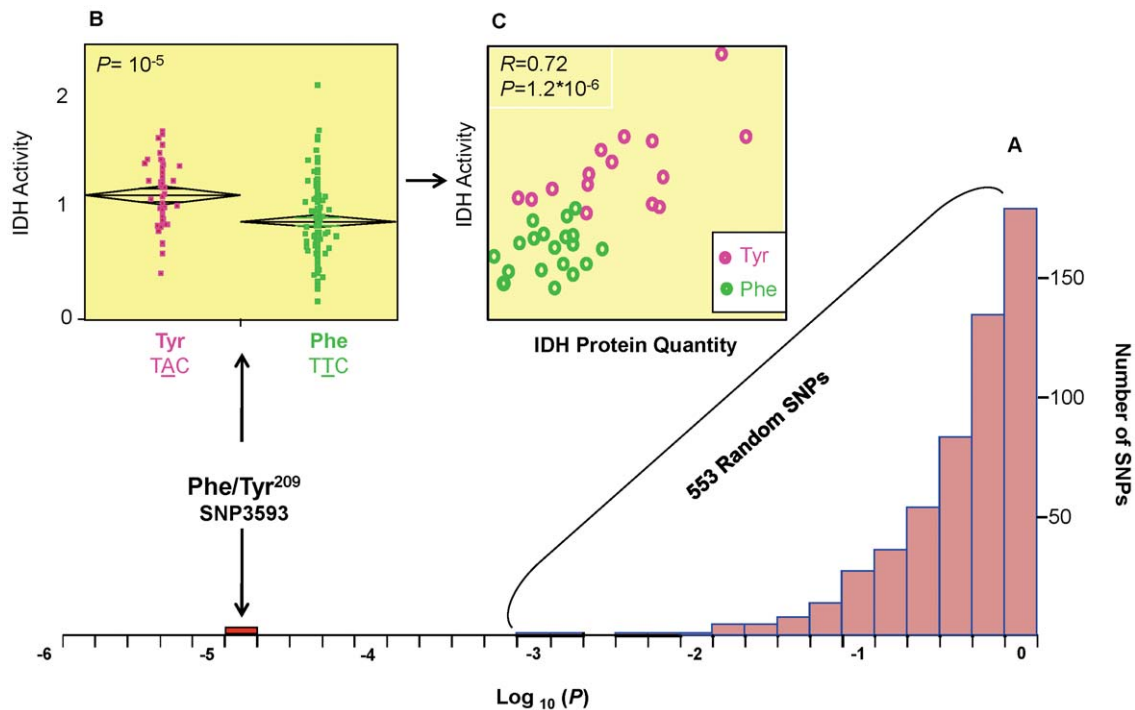 B
P= 10-5
2
1
0
IDH Activity
Tyr
TAC
Phe
TTC
C
R=0.72
P=1.2*10-6
IDH Activity
Tyr
Phe
IDH Protein Quantity
A
553 Random SNPs
150
100
50
Number of SNPs
Phe/Tyr209
SNP3593
-6
-5
-4
-3
-2
-1
0
Log 10 (P)